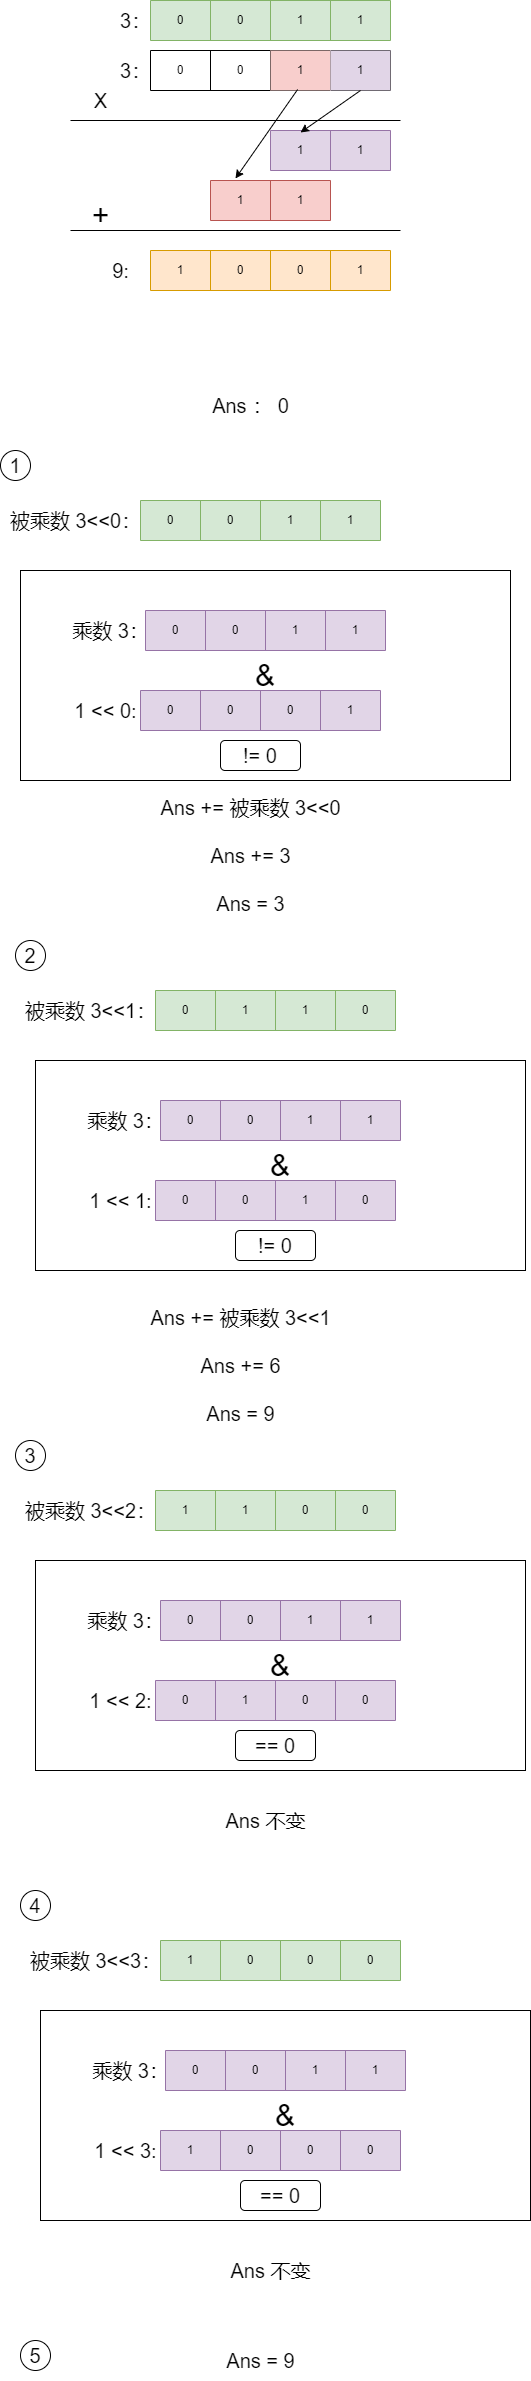 3: 0 0 1 1
3: 0 0 1 1
X
1 1
1 1
+
9: 1 0 0 1
Ans : 0
①
被乘数 3<<0: 0 0 1 1
乘数 3: 0 0 1 1
&
1 << 0: 0 0 0 1
!= 0
Ans += 被乘数 3<<0
Ans += 3
Ans = 3
②
被乘数 3<<1: 0 1 1 0
乘数 3: 0 0 1 1
&
1 << 1: 0 0 1 0
!= 0
Ans += 被乘数 3<<1
Ans += 6
Ans = 9
③
被乘数 3<<2: 1 1 0 0
乘数 3: 0 0 1 1
&
1 << 2: 0 1 0 0
== 0
Ans 不变
④
被乘数 3<<3: 1 0 0 0
乘数 3: 0 0 1 1
&
1 << 3: 1 0 0 0
== 0
Ans 不变
⑤ Ans = 9